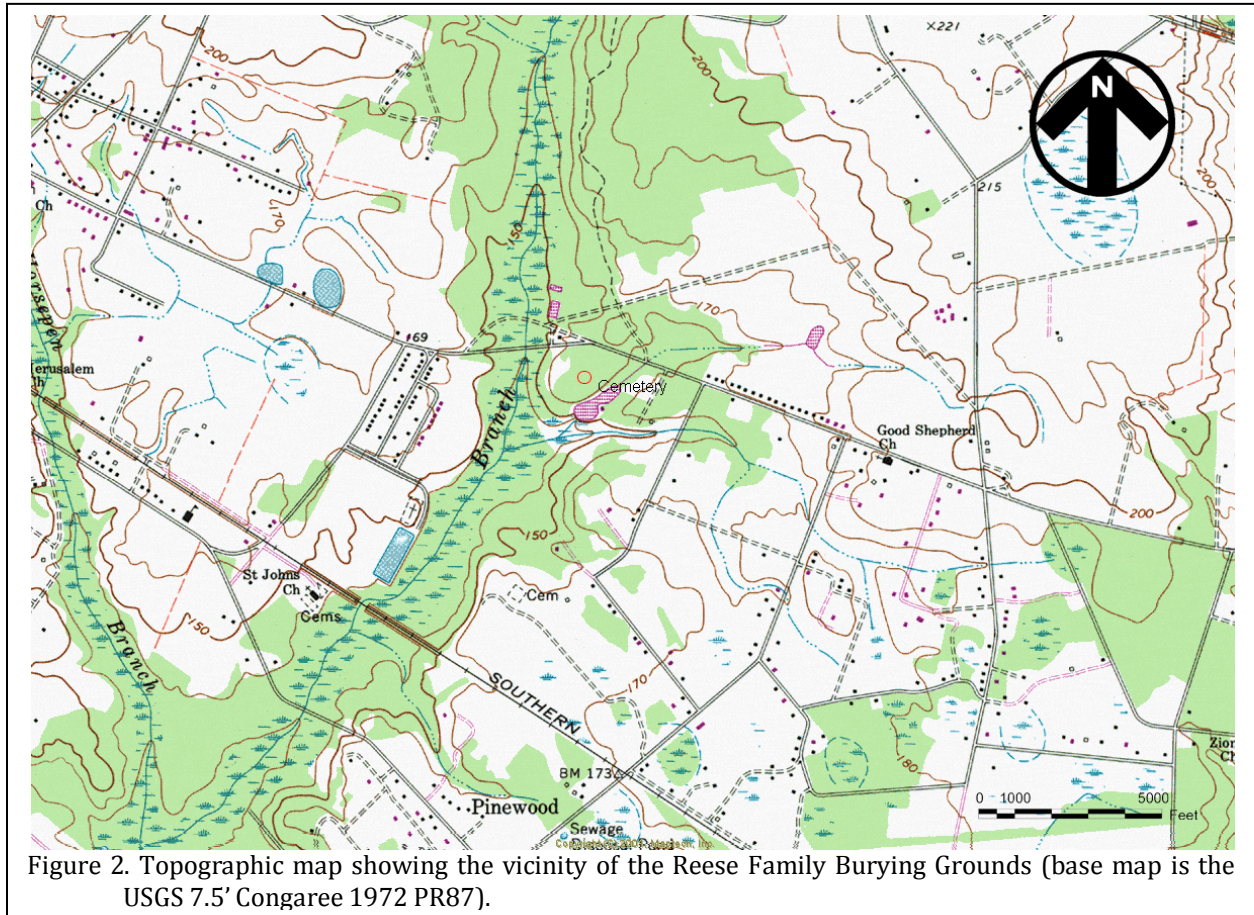 200
×221
N
200
200
170
215
Ch
150
170
169
Jerusalem
Ch
Cemetery
Branch
Good Shepherd
Ch
150
200
St Johns
Ch
Cems
Cem
150
Branch
SOUTHERN
170
180
Zion
Ch
BM 173
Pinewood
0 1000 5000
Feet
Sewage
Figure 2. Topographic map showing the vicinity of the Reese Family Burying Grounds (base map is the
USGS 7.5’ Congaree 1972 PR87).